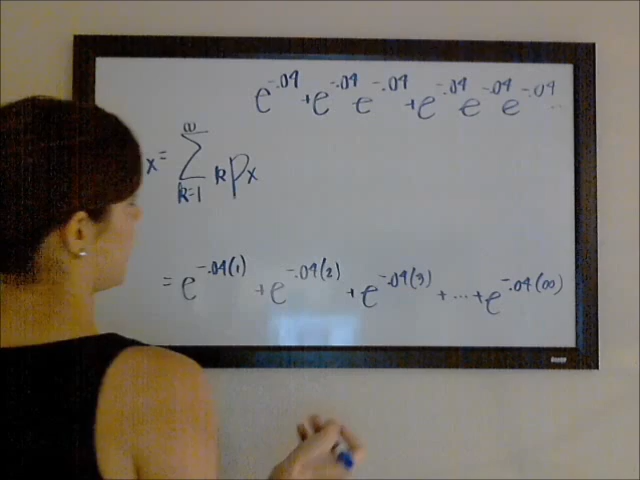 e^-.04 + e^-.04 e^-.04 + e^-.04 e^-.04 e^-.04 ...
x = ∑ k=1 ∞ k p x
= e^-.04(1) + e^-.04(2) + e^-.04(3) + ... + e^-.04(∞)